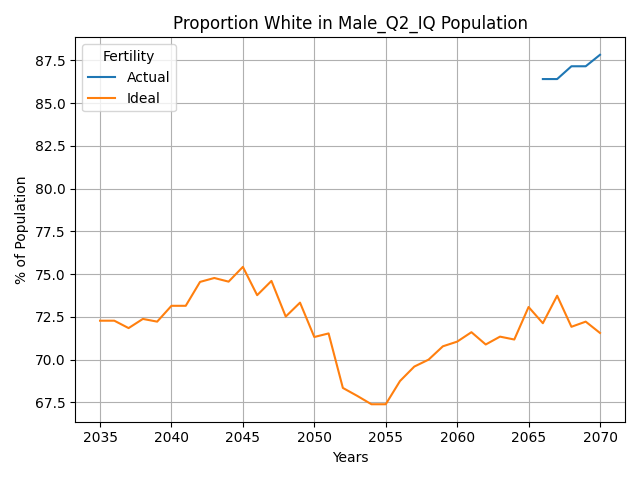 Proportion White in Male_Q2_IQ Population
Fertility
Actual
Ideal
87.5
85.0
82.5
80.0
77.5
75.0
72.5
70.0
67.5
% of Population
2035 2040 2045 2050 2055 2060 2065 2070
Years